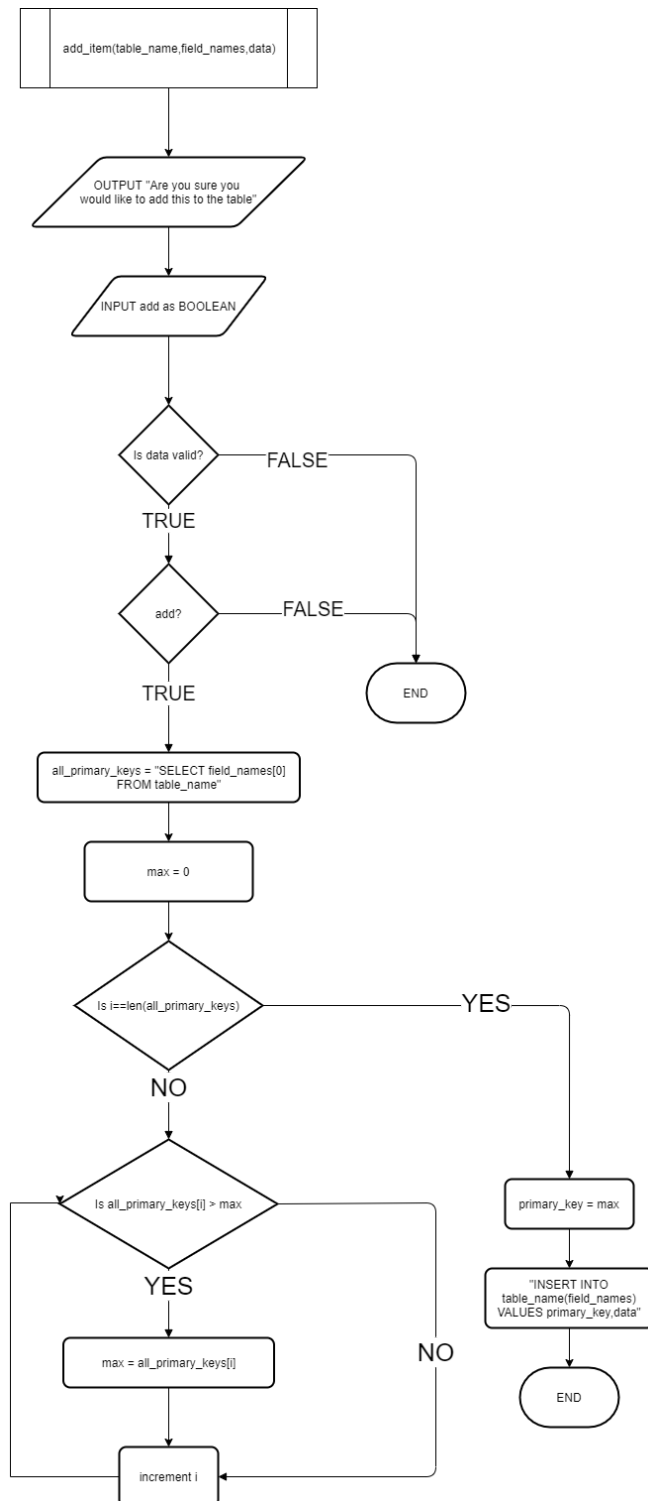 add_item(table_name,field_names,data)
OUTPUT "Are you sure you
would like to add this to the table"
INPUT add as BOOLEAN
Is data valid?
FALSE
TRUE
add?
FALSE
TRUE
END
all_primary_keys = "SELECT field_names[0]
FROM table_name"
max = 0
Is i==len(all_primary_keys)
YES
NO
Is all_primary_keys[i] > max
primary_key = max
YES
"INSERT INTO
table_name(field_names)
VALUES primary_key,data"
NO
max = all_primary_keys[i]
END
increment i